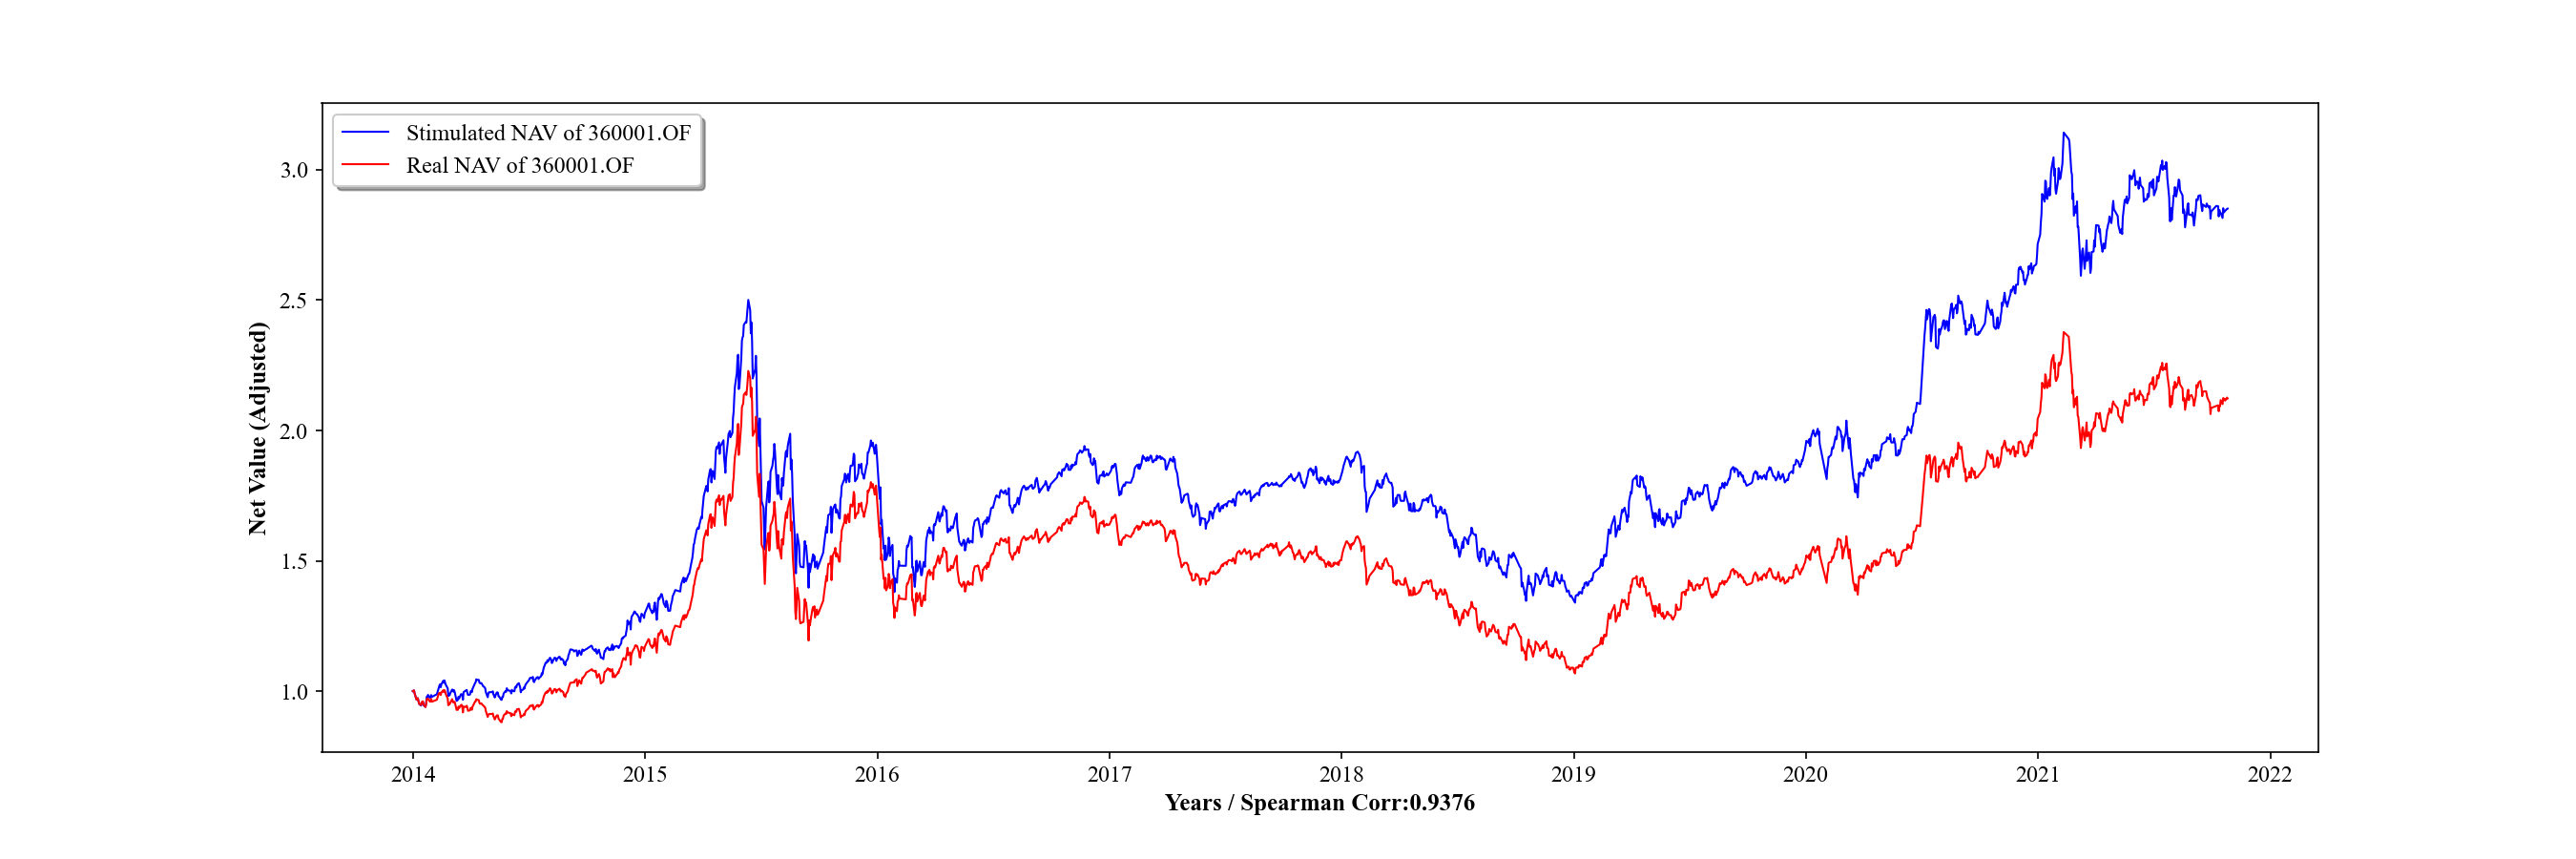 Stimulated NAV of 360001.OF
Real NAV of 360001.OF
3.0
2.5
2.0
1.5
1.0
Net Value (Adjusted)
2014 2015 2016 2017 2018 2019 2020 2021 2022
Years / Spearman Corr:0.9376